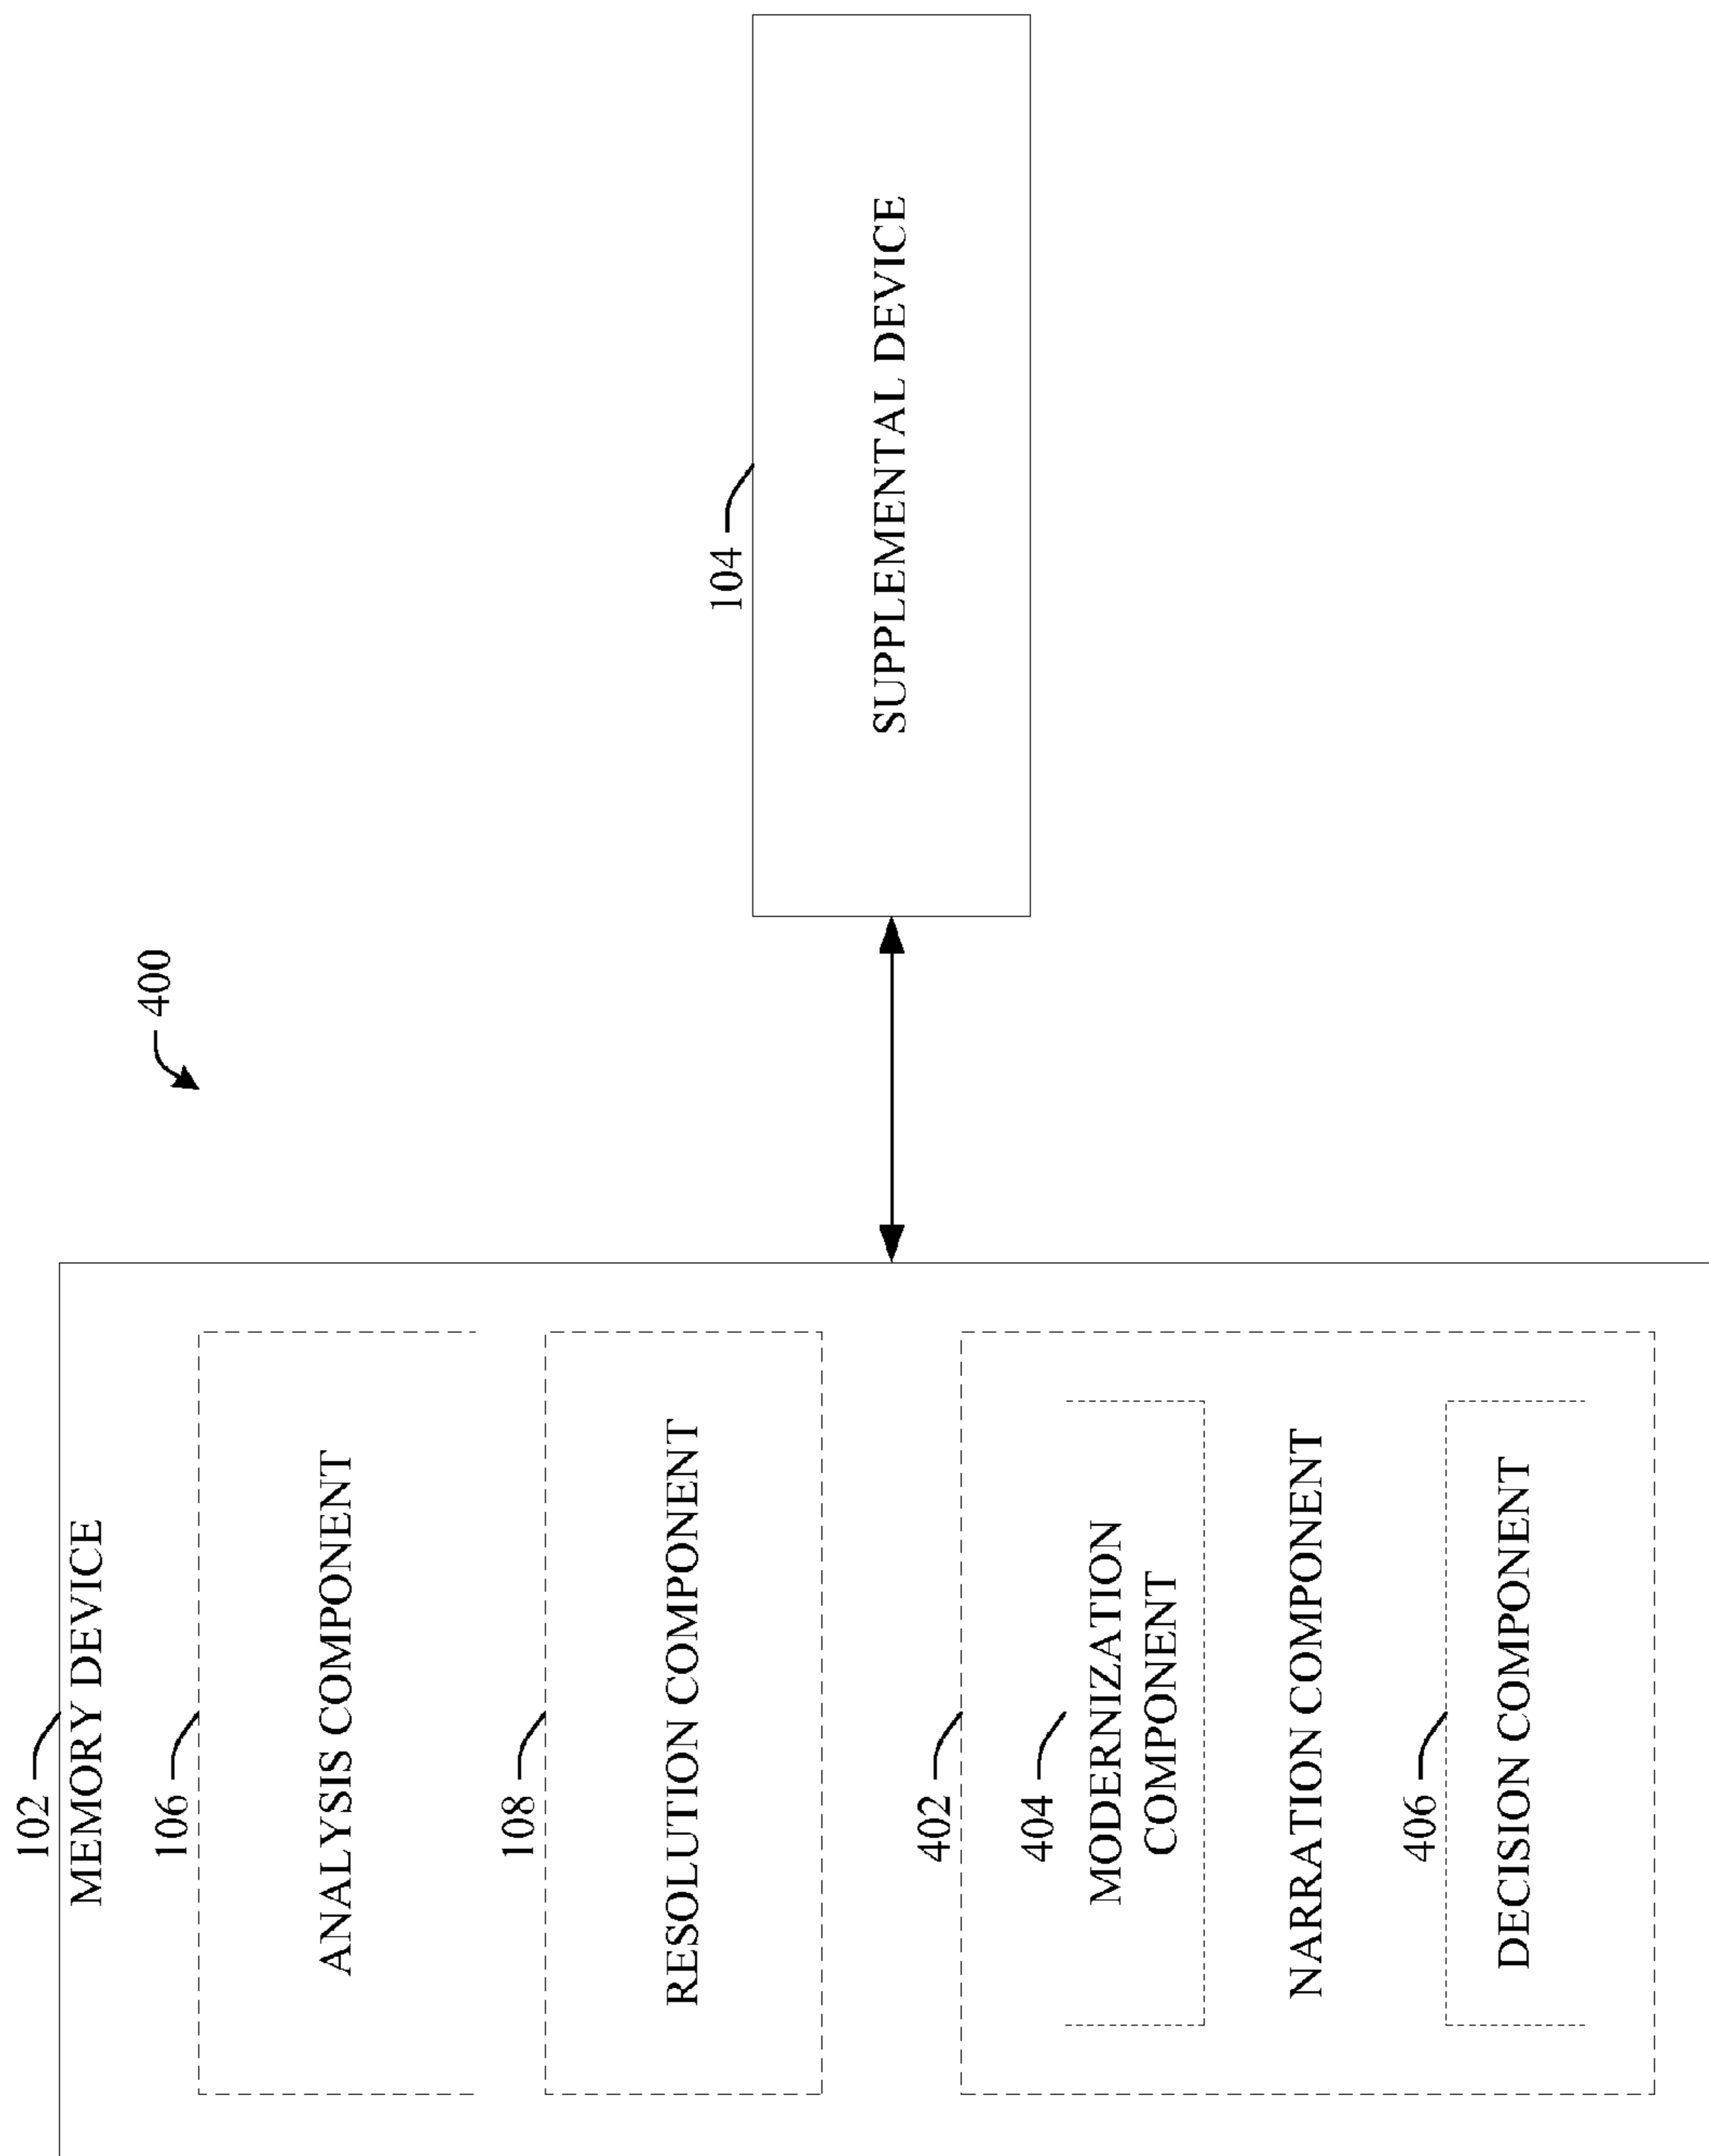 400
102
MEMORY DEVICE
106
ANALYSIS COMPONENT
108
RESOLUTION COMPONENT
402
404
MODERNIZATION
COMPONENT
NARRATION COMPONENT
406
DECISION COMPONENT
104
SUPPLEMENTAL DEVICE